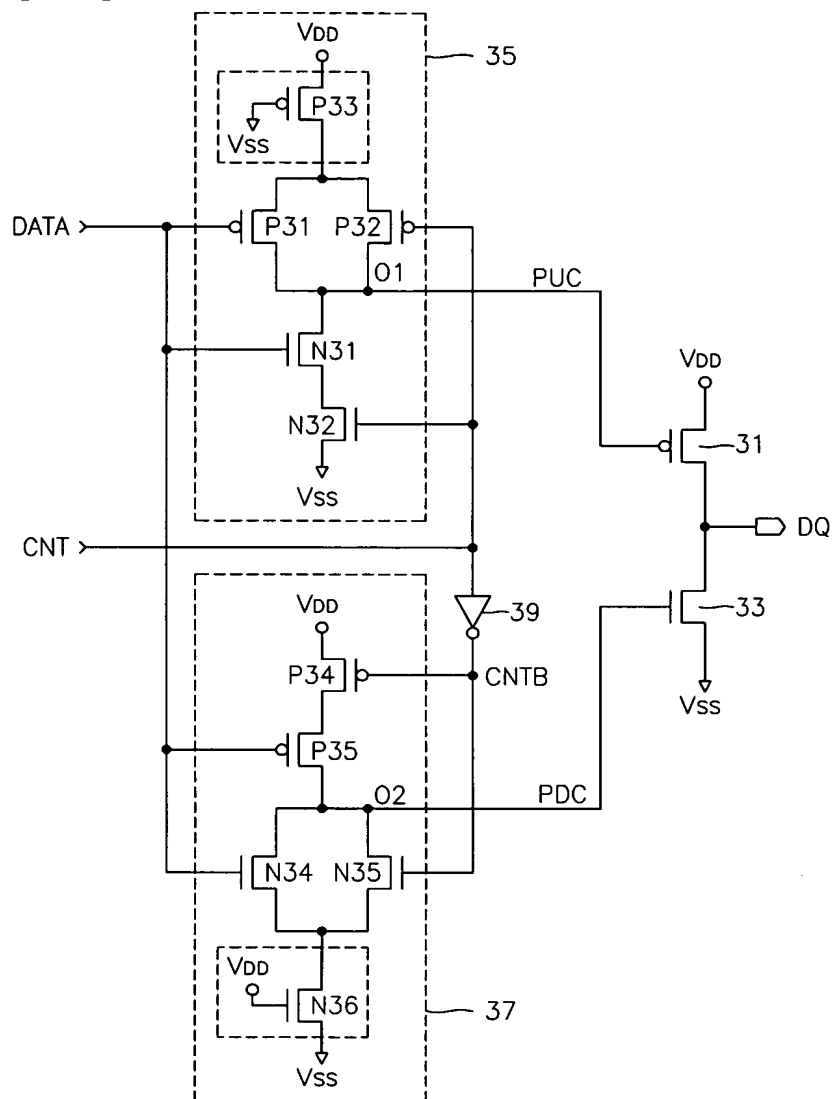 VDD
35
P33
VSS
DATA
P31
P32
O1
PUC
N31
VDD
N32
31
VSS
CNT
DQ
VDD
39
33
P34
CNTB
VSS
P35
O2
PDC
N34
N35
VDD
N36
37
VSS